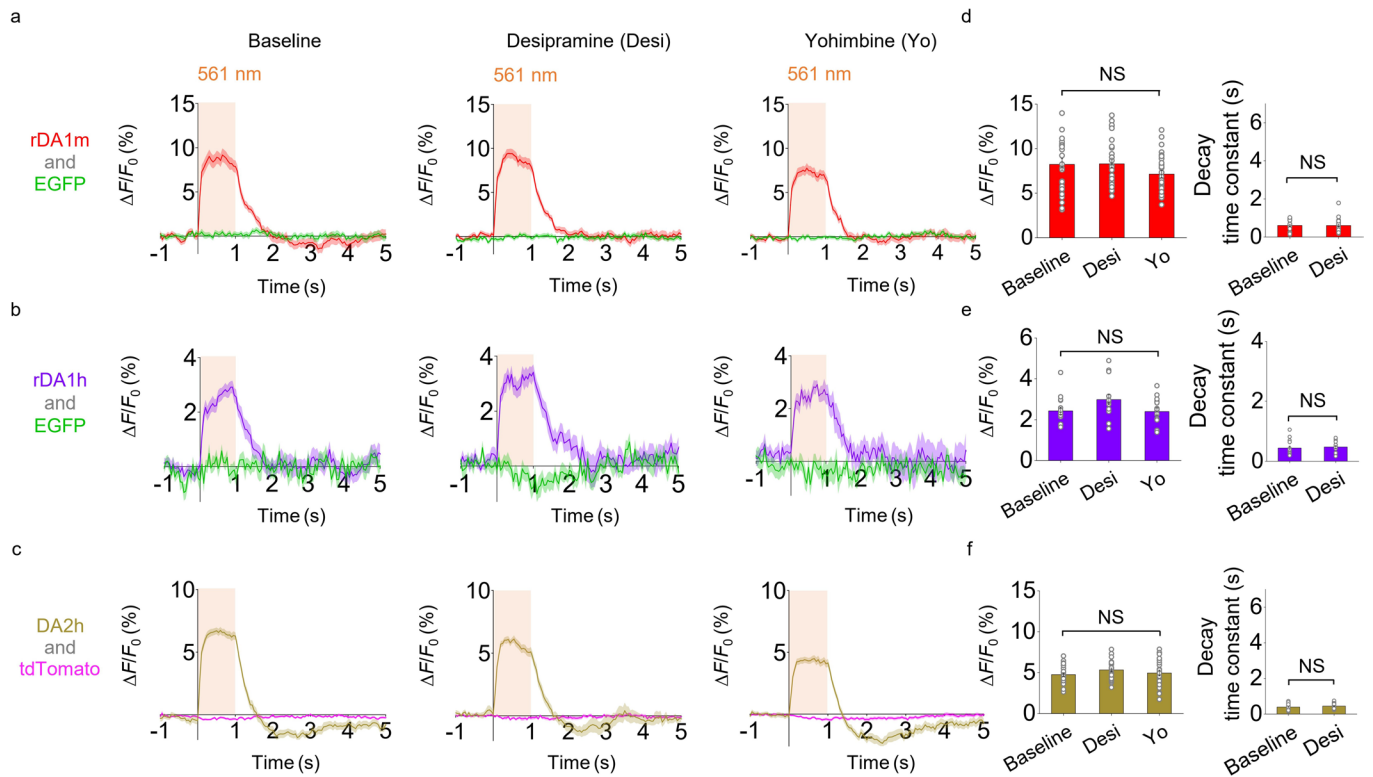 a
Baseline
Desipramine (Desi)
Yohimbine (Yo)
d
561 nm
561 nm
561 nm
rDA1m
and
EGFP
ΔF/F0 (%)
15
10
5
-1 1 2 3 4 5
Time (s)
ΔF/F0 (%)
15
10
5
-1 1 2 3 4 5
Time (s)
ΔF/F0 (%)
15
10
5
-1 1 2 3 4 5
Time (s)
NS
ΔF/F0 (%)
15
10
5
0
Baseline
Desi
Yo
NS
Decay
time constant (s)
6
4
2
0
Baseline
Desi
b
e
rDA1h
and
EGFP
ΔF/F0 (%)
4
2
-1 1 2 3 4 5
Time (s)
ΔF/F0 (%)
4
2
-1 1 2 3 4 5
Time (s)
ΔF/F0 (%)
4
2
-1 1 2 3 4 5
Time (s)
NS
ΔF/F0 (%)
6
4
2
0
Baseline
Desi
Yo
NS
Decay
time constant (s)
4
2
0
Baseline
Desi
c
f
DA2h
and
tdTomato
ΔF/F0 (%)
10
5
-1 1 2 3 4 5
Time (s)
ΔF/F0 (%)
10
5
-1 1 2 3 4 5
Time (s)
ΔF/F0 (%)
10
5
-1 1 2 3 4 5
Time (s)
NS
ΔF/F0 (%)
15
10
5
0
Baseline
Desi
Yo
NS
Decay
time constant (s)
6
4
2
0
Baseline
Desi